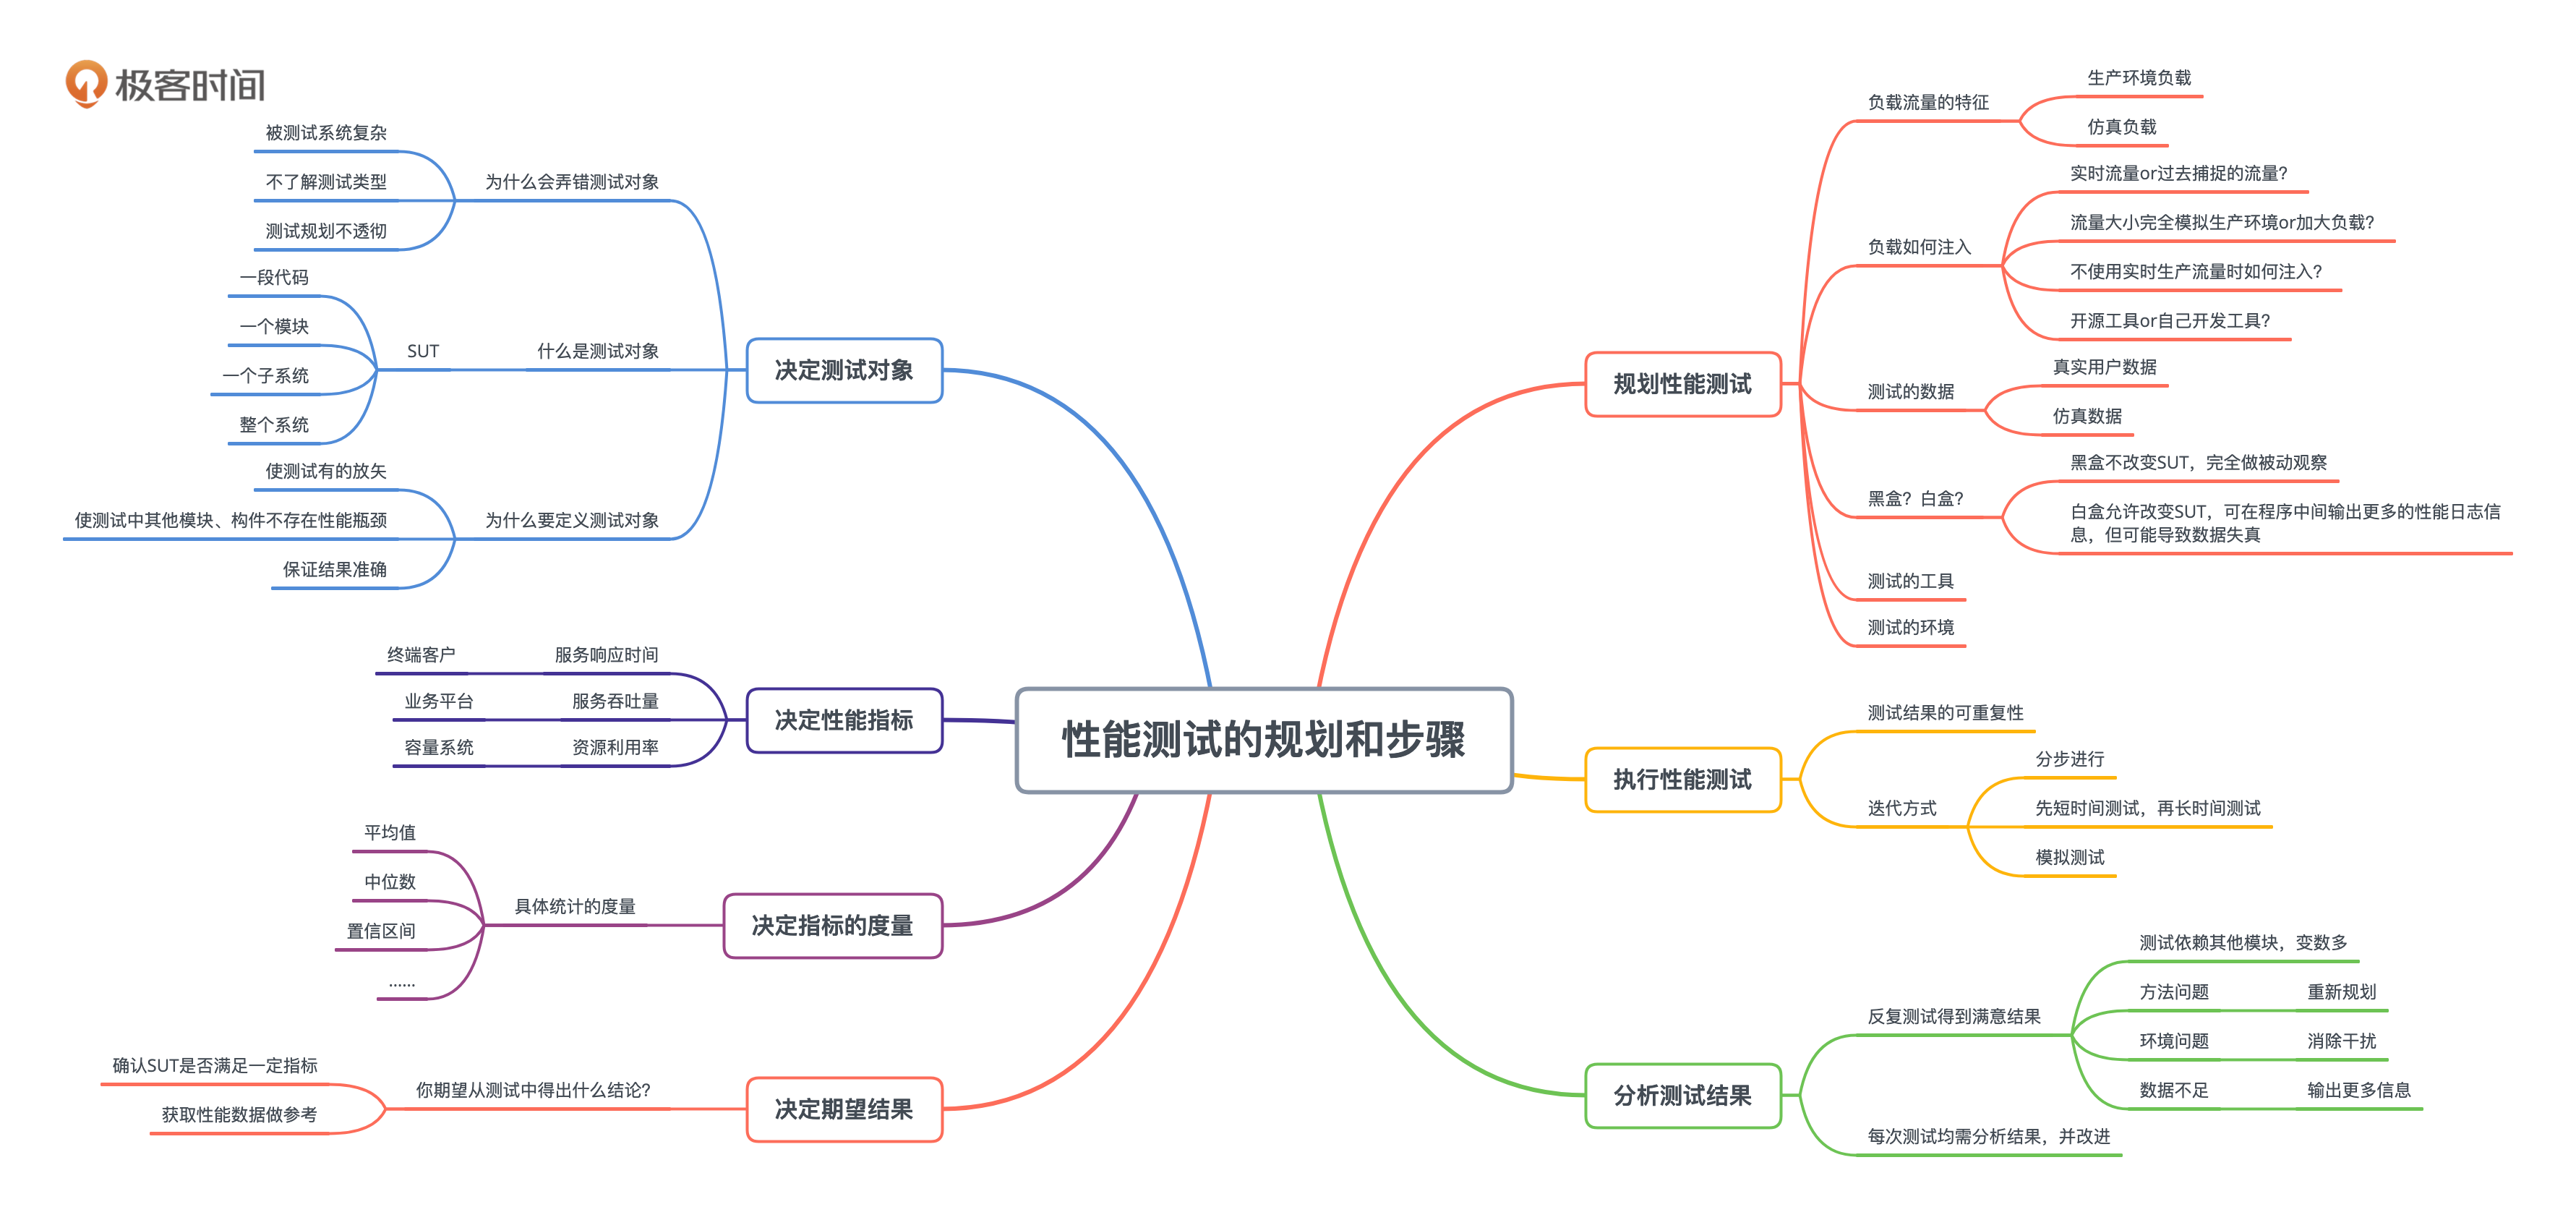 极客时间
性能测试的规划和步骤
决定测试对象
为什么会弄错测试对象
被测试系统复杂
不了解测试类型
测试规划不透彻
什么是测试对象
SUT
一段代码
一个模块
一个子系统
整个系统
为什么要定义测试对象
使测试有的放矢
使测试中其他模块、构件不存在性能瓶颈
保证结果准确
决定性能指标
服务响应时间
终端客户
服务吞吐量
业务平台
资源利用率
容量系统
决定指标的度量
具体统计的度量
平均值
中位数
置信区间
……
决定期望结果
你期望从测试中得出什么结论？
确认SUT是否满足一定指标
获取性能数据做参考
规划性能测试
负载流量的特征
生产环境负载
仿真负载
负载如何注入
实时流量or过去捕捉的流量？
流量大小完全模拟生产环境or加大负载？
不使用实时生产流量时如何注入？
开源工具or自己开发工具？
测试的数据
真实用户数据
仿真数据
黑盒？白盒？
黑盒不改变SUT，完全做被动观察
白盒允许改变SUT，可在程序中间输出更多的性能日志信
息，但可能导致数据失真
测试的工具
测试的环境
执行性能测试
测试结果的可重复性
迭代方式
分步进行
先短时间测试，再长时间测试
模拟测试
分析测试结果
反复测试得到满意结果
测试依赖其他模块，变数多
方法问题
重新规划
环境问题
消除干扰
数据不足
输出更多信息
每次测试均需分析结果，并改进